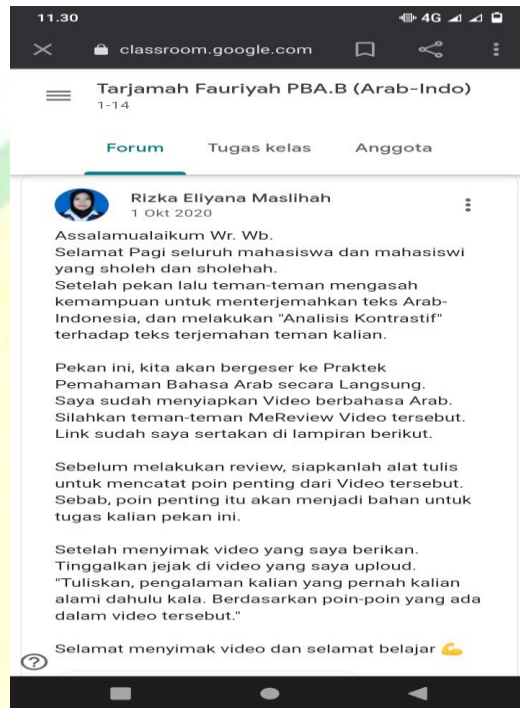 11.30
4G
classroom.google.com
Tarjamah Fauriyah PBA.B (Arab-Indo)
1-14
Forum Tugas kelas Anggota
Rizka Eliyana Maslihah
1 Okt 2020
Assalamualaikum Wr. Wb.
Selamat Pagi seluruh mahasiswa dan mahasiswi
yang sholeh dan sholehah.
Setelah pekan lalu teman-teman mengasah
kemampuan untuk menterjemahkan teks Arab-
Indonesia, dan melakukan "Analisis Kontrastif"
terhadap teks terjemahan teman kalian.
Pekan ini, kita akan bergeser ke Praktek
Pemahaman Bahasa Arab secara Langsung.
Saya sudah menyiapkan Video berbahasa Arab.
Silahkan teman-teman MeReview Video tersebut.
Link sudah saya sertakan di lampiran berikut.
Sebelum melakukan review, siapkanlah alat tulis
untuk mencatat poin penting dari Video tersebut.
Sebab, poin penting itu akan menjadi bahan untuk
tugas kalian pekan ini.
Setelah menyimak video yang saya berikan.
Tinggalkan jejak di video yang saya uploud.
"Tuliskan, pengalaman kalian yang pernah kalian
alami dahulu kala. Berdasarkan poin-poin yang ada
dalam video tersebut."
Selamat menyimak video dan selamat belajar 💪